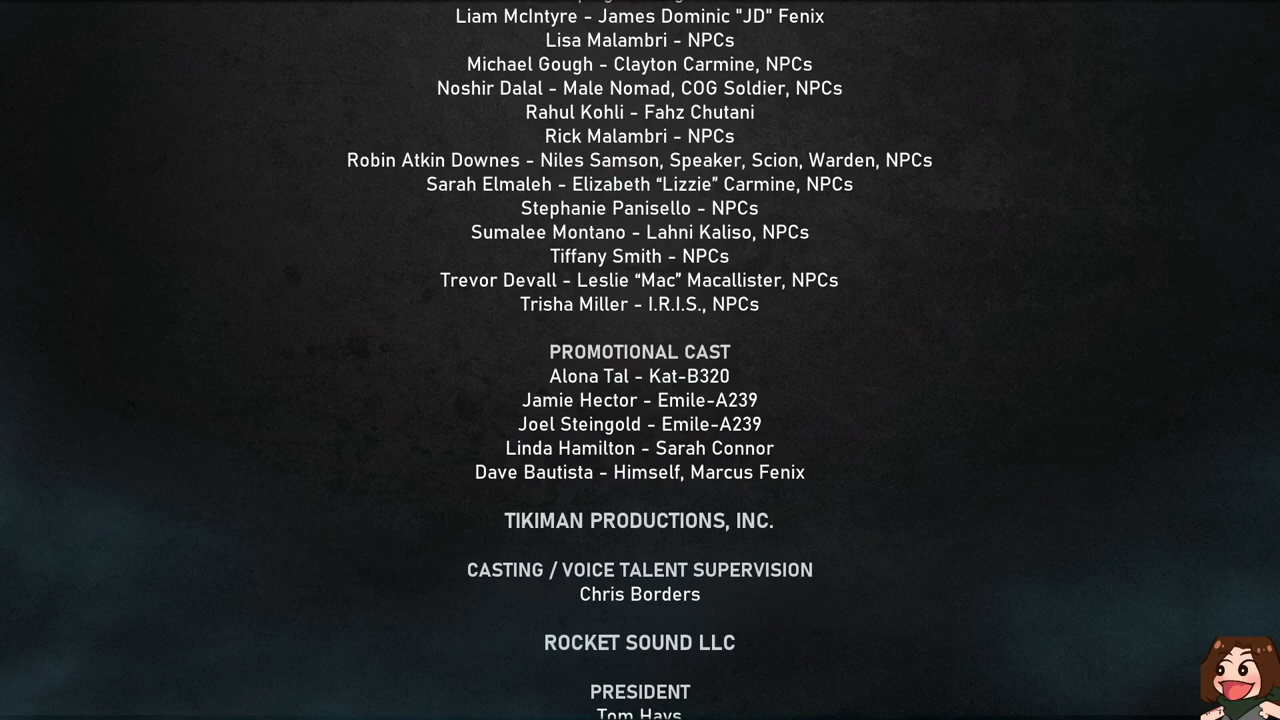 Liam McIntyre - James Dominic "JD" Fenix
Lisa Malambri - NPCs
Michael Gough - Clayton Carmine, NPCs
Noshir Dalal - Male Nomad, COG Soldier, NPCs
Rahul Kohli - Fahz Chutani
Rick Malambri - NPCs
Robin Atkin Downes - Niles Samson, Speaker, Scion, Warden, NPCs
Sarah Elmaleh - Elizabeth “Lizzie” Carmine, NPCs
Stephanie Panisello - NPCs
Sumalee Montano - Lahni Kaliso, NPCs
Tiffany Smith - NPCs
Trevor Devall - Leslie “Mac” Macallister, NPCs
Trisha Miller - I.R.I.S., NPCs
PROMOTIONAL CAST
Alona Tal - Kat-B320
Jamie Hector - Emile-A239
Joel Steingold - Emile-A239
Linda Hamilton - Sarah Connor
Dave Bautista - Himself, Marcus Fenix
TIKIMAN PRODUCTIONS, INC.
CASTING / VOICE TALENT SUPERVISION
Chris Borders
ROCKET SOUND LLC
PRESIDENT
Tom Hays